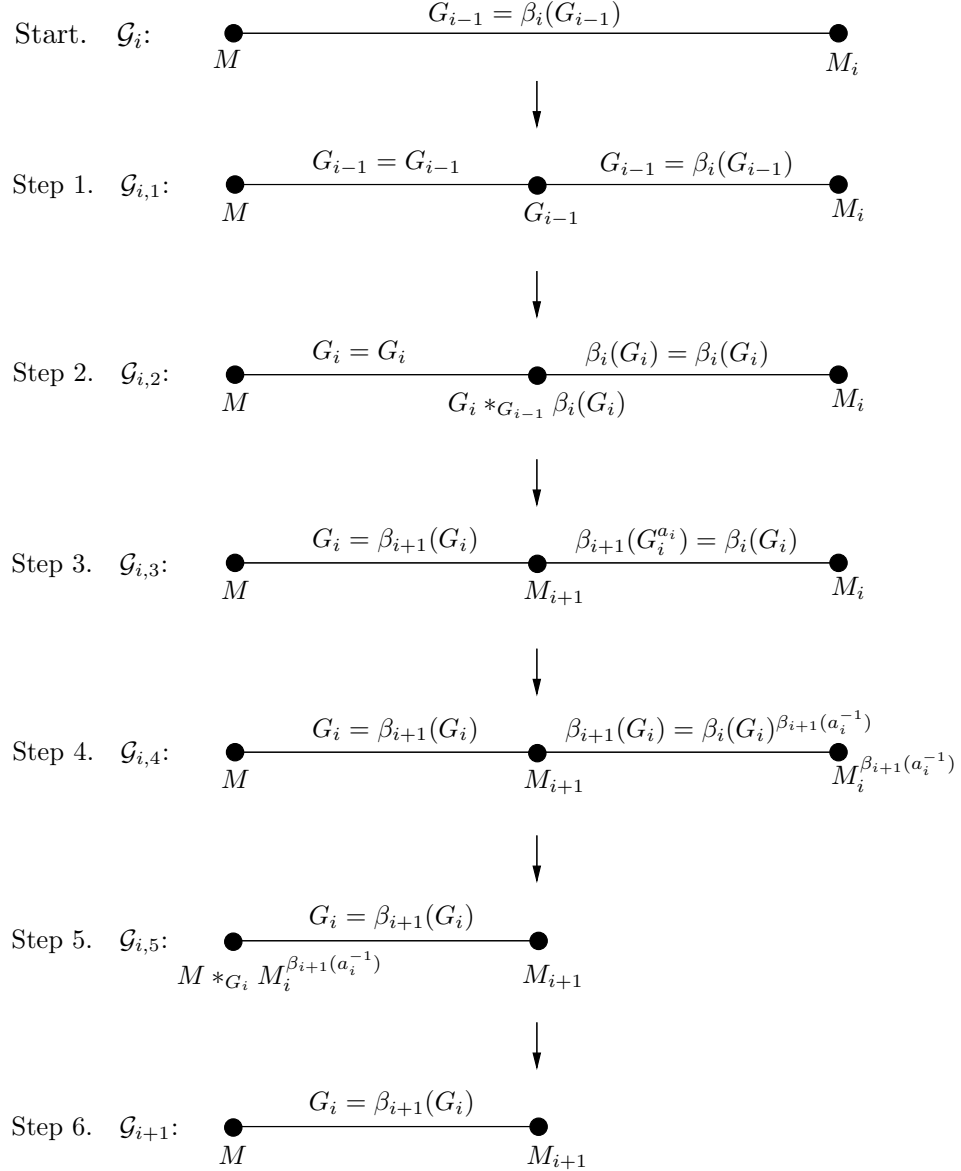 G_{i−1} = β_i(G_{i−1})
Start. 𝒢_i:
M M_i
G_{i−1} = G_{i−1} G_{i−1} = β_i(G_{i−1})
Step 1. 𝒢_{i,1}:
M G_{i−1} M_i
G_i = G_i β_i(G_i) = β_i(G_i)
Step 2. 𝒢_{i,2}:
M G_i *_{G_{i−1}} β_i(G_i) M_i
G_i = β_{i+1}(G_i) β_{i+1}(G_i^{a_i}) = β_i(G_i)
Step 3. 𝒢_{i,3}:
M M_{i+1} M_i
G_i = β_{i+1}(G_i) β_{i+1}(G_i) = β_i(G_i)^{β_{i+1}(a_i^{−1})}
Step 4. 𝒢_{i,4}:
M M_{i+1} M_i^{β_{i+1}(a_i^{−1})}
G_i = β_{i+1}(G_i)
Step 5. 𝒢_{i,5}:
M *_{G_i} M_i^{β_{i+1}(a_i^{−1})} M_{i+1}
G_i = β_{i+1}(G_i)
Step 6. 𝒢_{i+1}:
M M_{i+1}